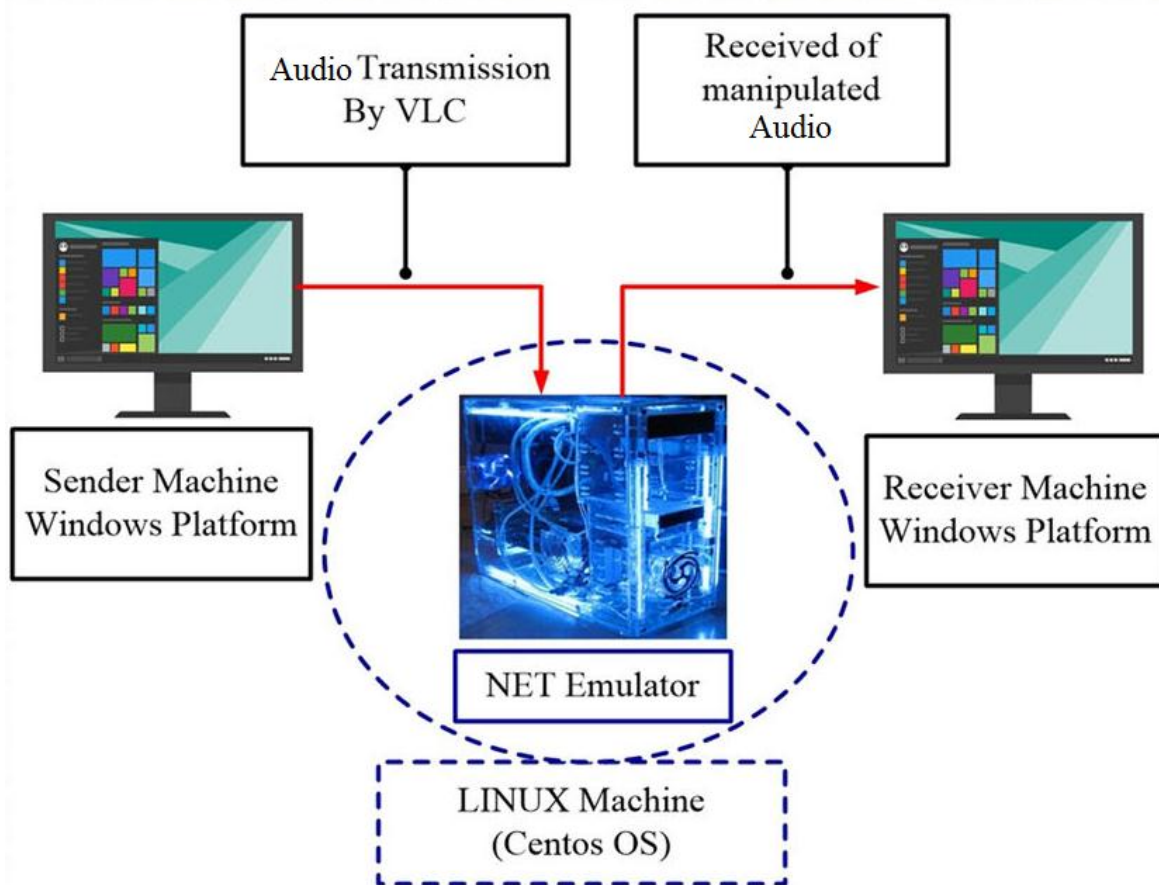 Audio Transmission
By VLC
Received of
manipulated
Audio
Sender Machine
Windows Platform
Receiver Machine
Windows Platform
NET Emulator
LINUX Machine
(Centos OS)